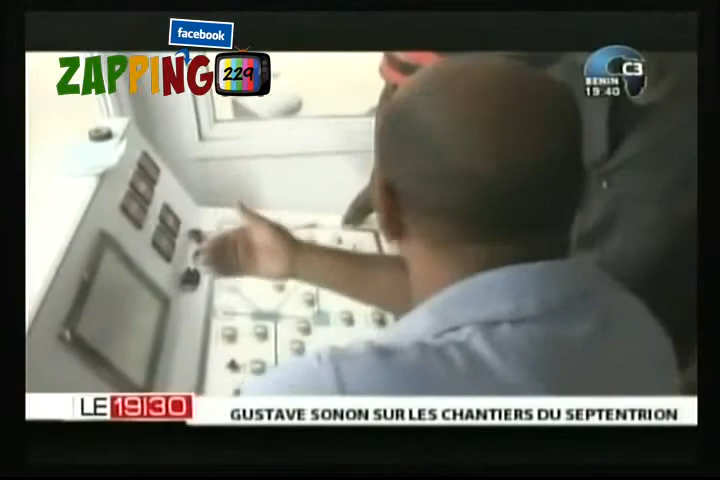 facebook
ZAPPING 229
C3
BENIN
19:40
LE 19|30
GUSTAVE SONON SUR LES CHANTIERS DU SEPTENTRION